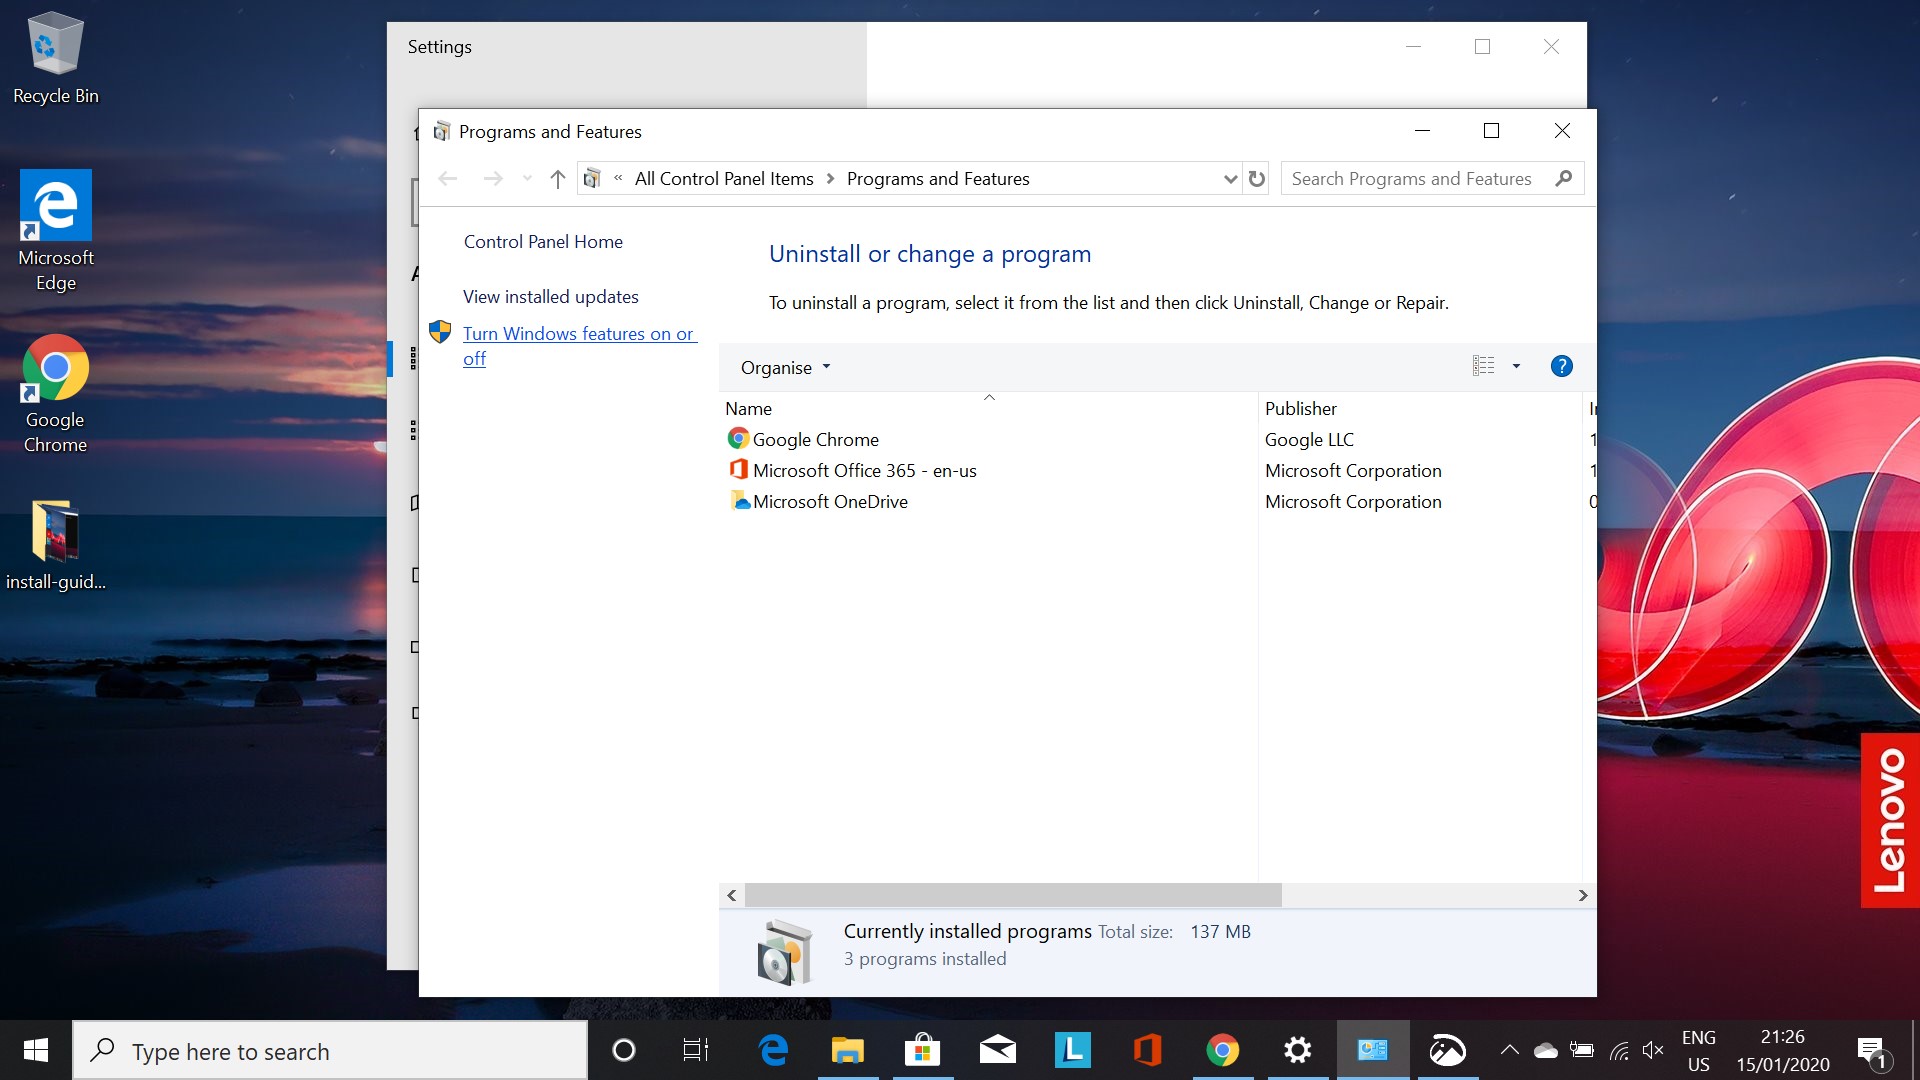 Recycle Bin
Microsoft
Edge
Google
Chrome
install-guid...
Settings
Programs and Features
« All Control Panel Items > Programs and Features
Search Programs and Features
Control Panel Home
View installed updates
Turn Windows features on or
off
Uninstall or change a program
To uninstall a program, select it from the list and then click Uninstall, Change or Repair.
Organise
?
Name Publisher
Google Chrome Google LLC 1
Microsoft Office 365 - en-us Microsoft Corporation 1
Microsoft OneDrive Microsoft Corporation 0
Currently installed programs Total size: 137 MB
3 programs installed
Lenovo
Type here to search
L
ENG
US
21:26
15/01/2020
1